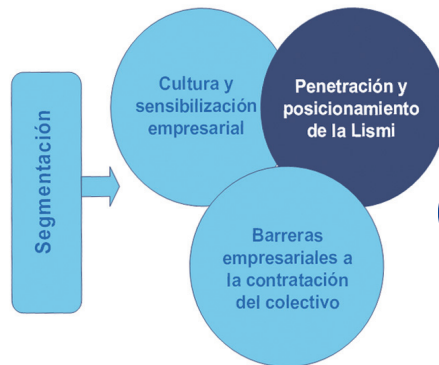 Segmentación
Cultura y
sensibilización
empresarial
Penetración y
posicionamiento
de la Lismi
Barreras
empresariales a
la contratación
del colectivo